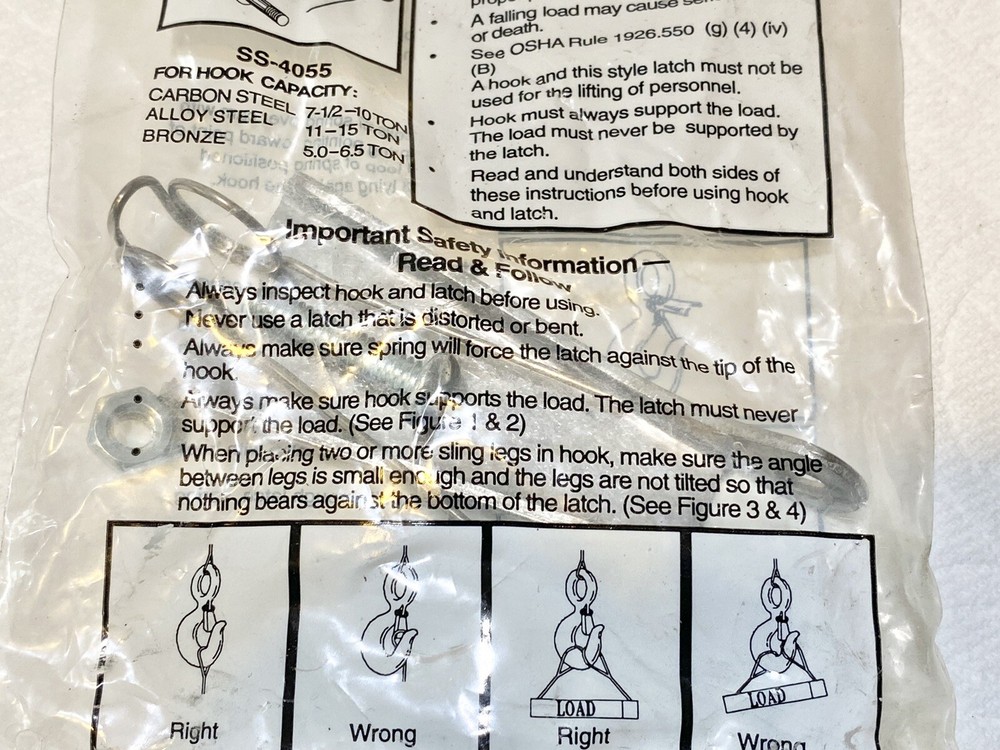 SS-4055
FOR HOOK CAPACITY:
CARBON STEEL 7-1/2-10 TON
ALLOY STEEL 11-15 TON
BRONZE 5.0-6.5 TON
• A falling load may cause
or death.
• See OSHA Rule 1926.550 (g) (4) (iv)
(B)
A hook and this style latch must not be
used for the lifting of personnel.
• Hook must always support the load.
The load must never be supported by
the latch.
• Read and understand both sides of
these instructions before using hook
and latch.
Important Safety Information —
Read & Follow
• Always inspect hook and latch before using.
• Never use a latch that is distorted or bent.
• Always make sure spring will force the latch against the tip of the
hook.
• Always make sure hook supports the load. The latch must never
support the load. (See Figure 1 & 2)
• When placing two or more sling legs in hook, make sure the angle
between legs is small enough and the legs are not tilted so that
nothing bears against the bottom of the latch. (See Figure 3 & 4)
LOAD
LOAD
Right
Wrong
Right
Wrong